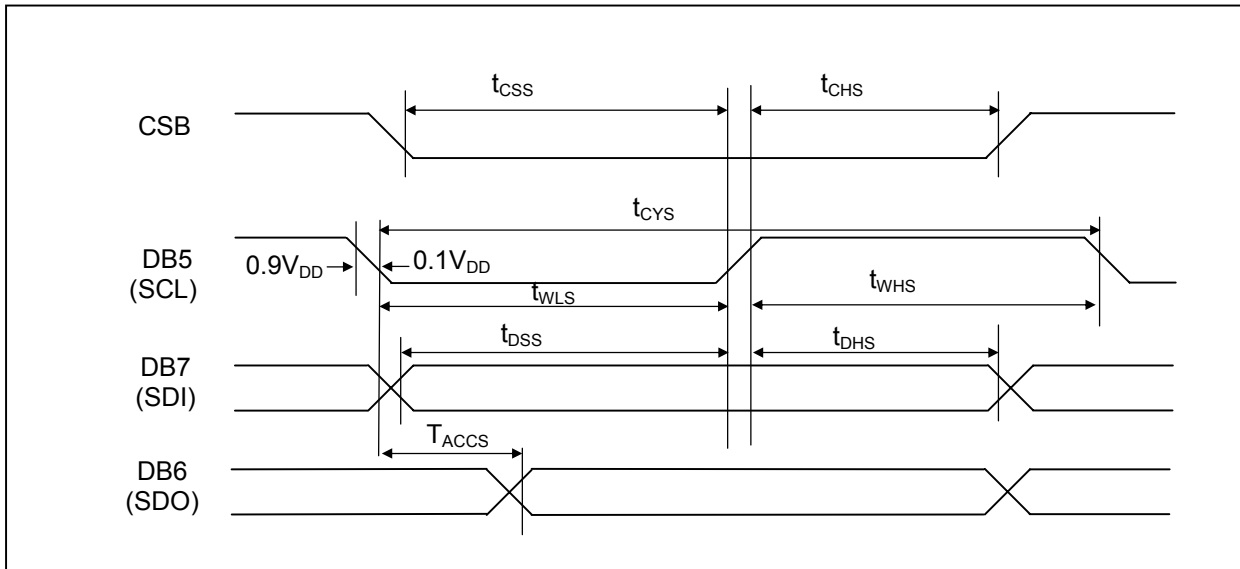 tCSS
tCHS
CSB
tCYS
DB5
(SCL)
0.9VDD
0.1VDD
tWLS
tWHS
tDSS
tDHS
DB7
(SDI)
TACCS
DB6
(SDO)